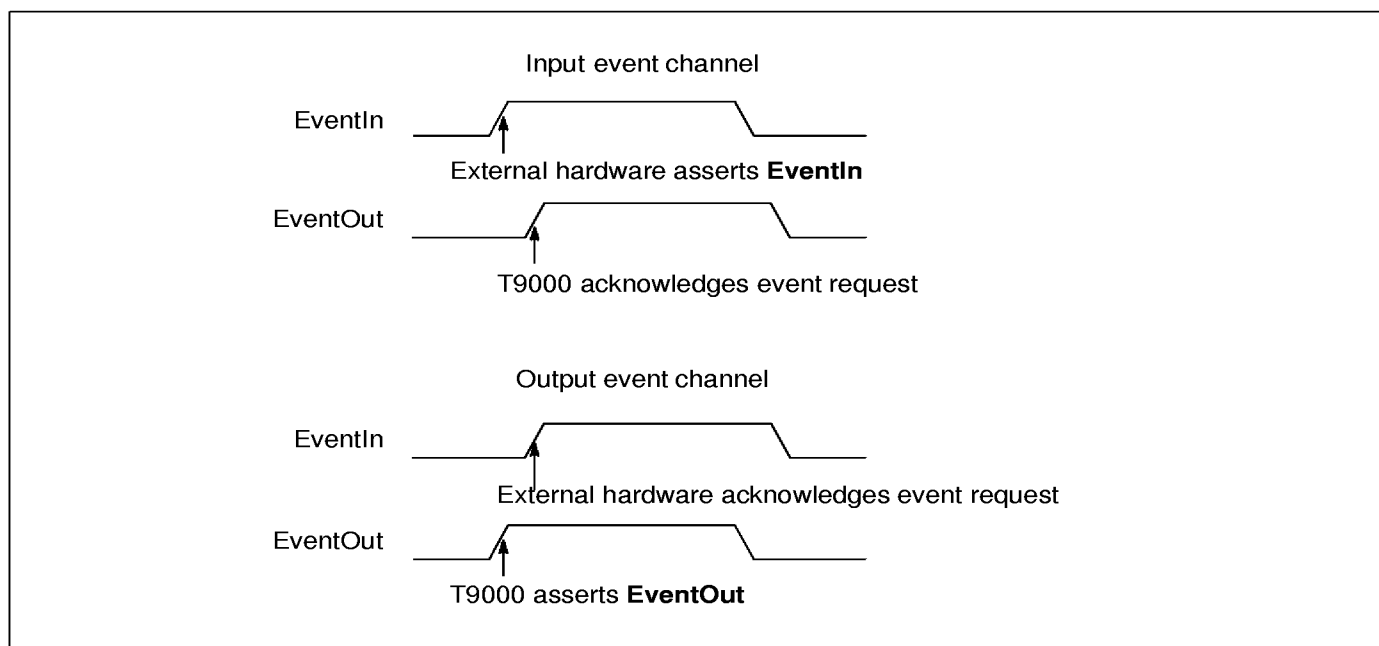 Input event channel
EventIn
External hardware asserts EventIn
EventOut
T9000 acknowledges event request
Output event channel
EventIn
External hardware acknowledges event request
EventOut
T9000 asserts EventOut